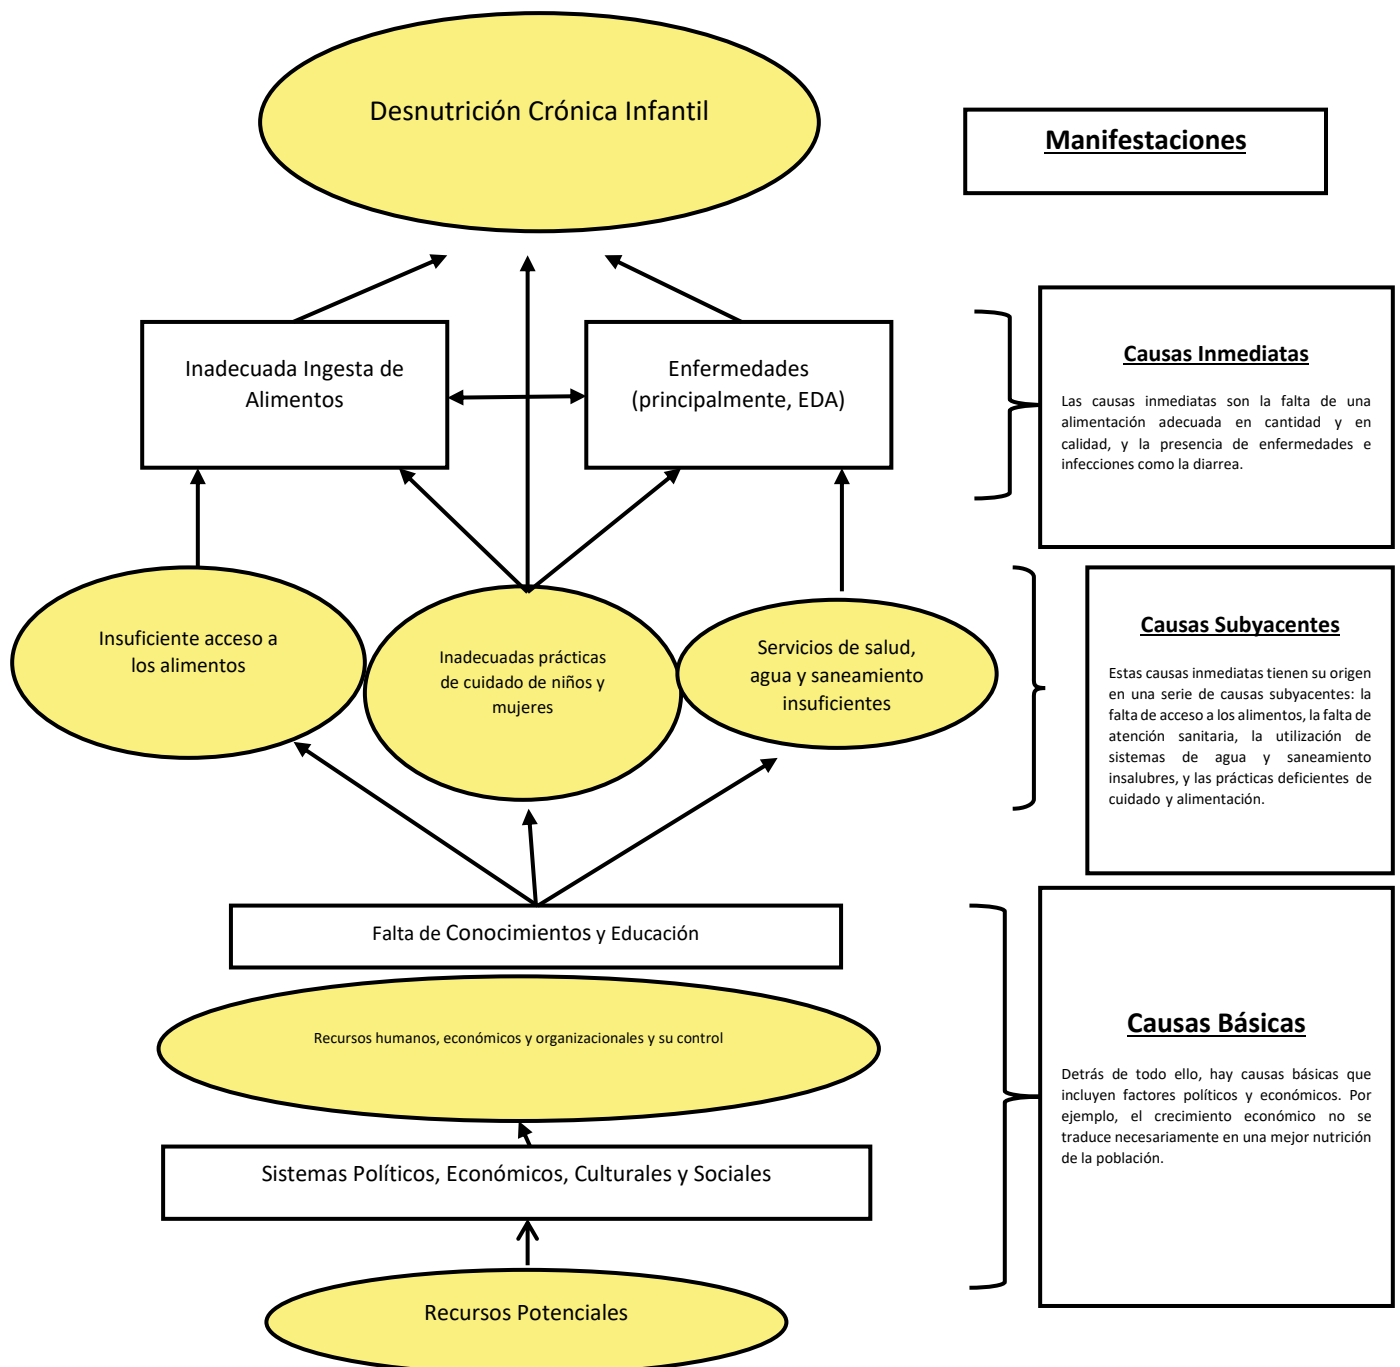 Desnutrición Crónica Infantil
Manifestaciones
Inadecuada Ingesta de
Alimentos
Enfermedades
(principalmente, EDA)
Causas Inmediatas
Las causas inmediatas son la falta de una
alimentación adecuada en cantidad y en
calidad, y la presencia de enfermedades e
infecciones como la diarrea.
Insuficiente acceso a
los alimentos
Inadecuadas prácticas
de cuidado de niños y
mujeres
Servicios de salud,
agua y saneamiento
insuficientes
Causas Subyacentes
Estas causas inmediatas tienen su origen
en una serie de causas subyacentes: la
falta de acceso a los alimentos, la falta de
atención sanitaria, la utilización de
sistemas de agua y saneamiento
insalubres, y las prácticas deficientes de
cuidado y alimentación.
Falta de Conocimientos y Educación
Recursos humanos, económicos y organizacionales y su control
Sistemas Políticos, Económicos, Culturales y Sociales
Recursos Potenciales
Causas Básicas
Detrás de todo ello, hay causas básicas que
incluyen factores políticos y económicos. Por
ejemplo, el crecimiento económico no se
traduce necesariamente en una mejor nutrición
de la población.